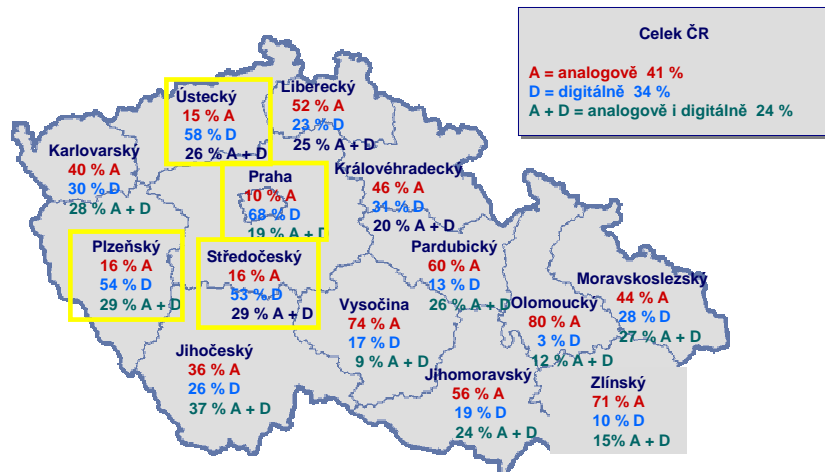 Celek ČR
A = analogově 41 %
D = digitálně 34 %
A + D = analogově i digitálně 24 %
Ústecký
15 % A
58 % D
26 % A + D
Liberecký
52 % A
23 % D
25 % A + D
Karlovarský
40 % A
30 % D
28 % A + D
Praha
10 % A
68 % D
19 % A + D
Královéhradecký
46 % A
31 % D
20 % A + D
Plzeňský
16 % A
54 % D
29 % A + D
Středočeský
16 % A
53 % D
29 % A + D
Pardubický
60 % A
13 % D
26 % A + D
Vysočina
74 % A
17 % D
9 % A + D
Olomoucký
80 % A
3 % D
12 % A + D
Moravskoslezský
44 % A
28 % D
27 % A + D
Jihočeský
36 % A
26 % D
37 % A + D
Jihomoravský
56 % A
19 % D
24 % A + D
Zlínský
71 % A
10 % D
15% A + D